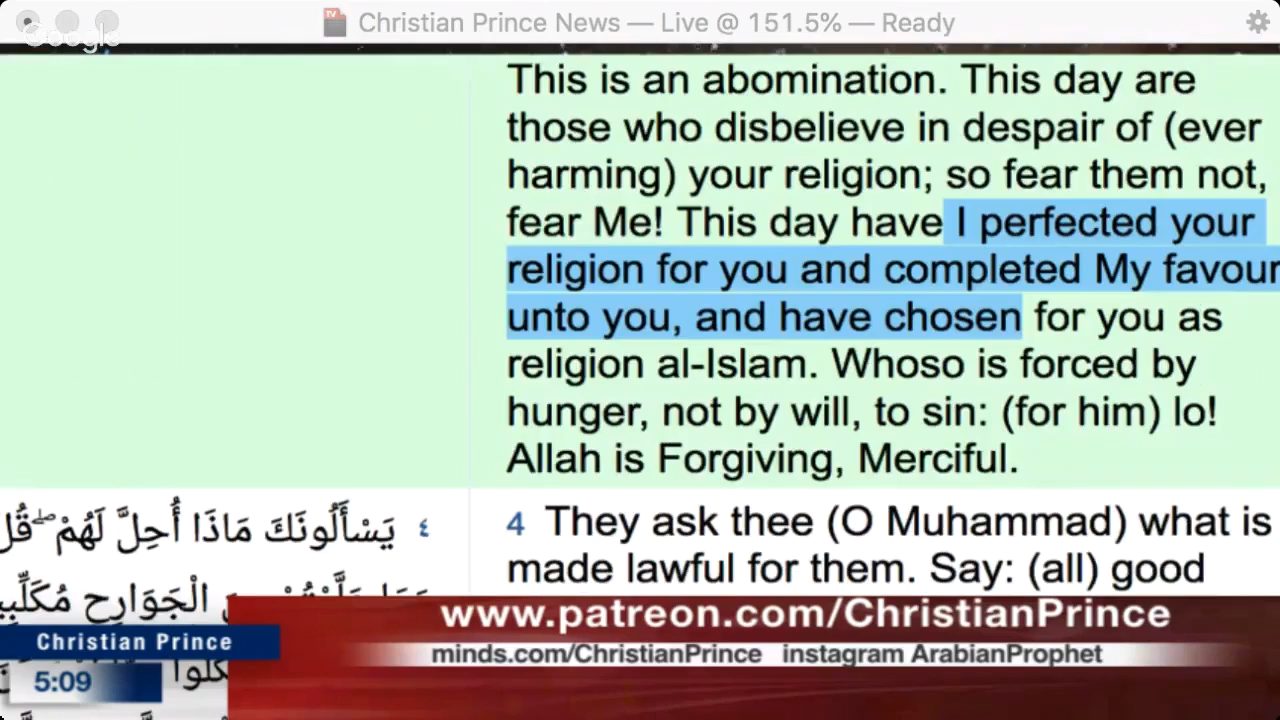 Christian Prince News — Live @ 151.5% — Ready
Google
This is an abomination. This day are
those who disbelieve in despair of (ever
harming) your religion; so fear them not,
fear Me! This day have I perfected your
religion for you and completed My favour
unto you, and have chosen for you as
religion al-Islam. Whoso is forced by
hunger, not by will, to sin: (for him) lo!
Allah is Forgiving, Merciful.
٤ يَسْأَلُونَكَ مَاذَا أُحِلَّ لَهُمْ ۖ قُلْ
الْجَوَارِحِ
4 They ask thee (O Muhammad) what is
made lawful for them. Say: (all) good
www.patreon.com/ChristianPrince
Christian Prince
minds.com/ChristianPrince instagram ArabianProphet
5:09